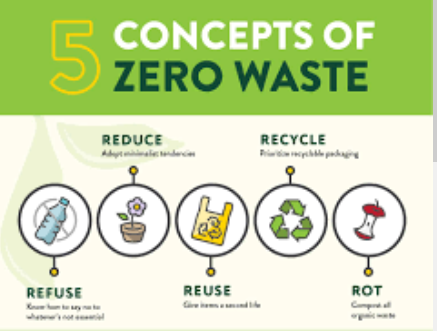 5 CONCEPTS OF
ZERO WASTE
REDUCE
Adopt minimalist tendencies
RECYCLE
Prioritize recyclable packaging
REFUSE
Know how to say no to
whatever's not essential
REUSE
Give items a second life
ROT
Compost all
organic waste